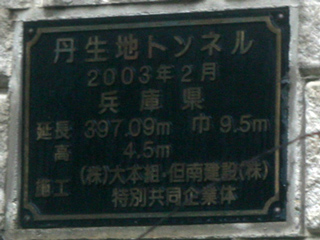 丹生地トンネル
2003年2月
兵庫県
延長 397.09m 巾 9.5m
高 4.5m
施工 (株)大本組・但南建設(株)
特別共同企業体